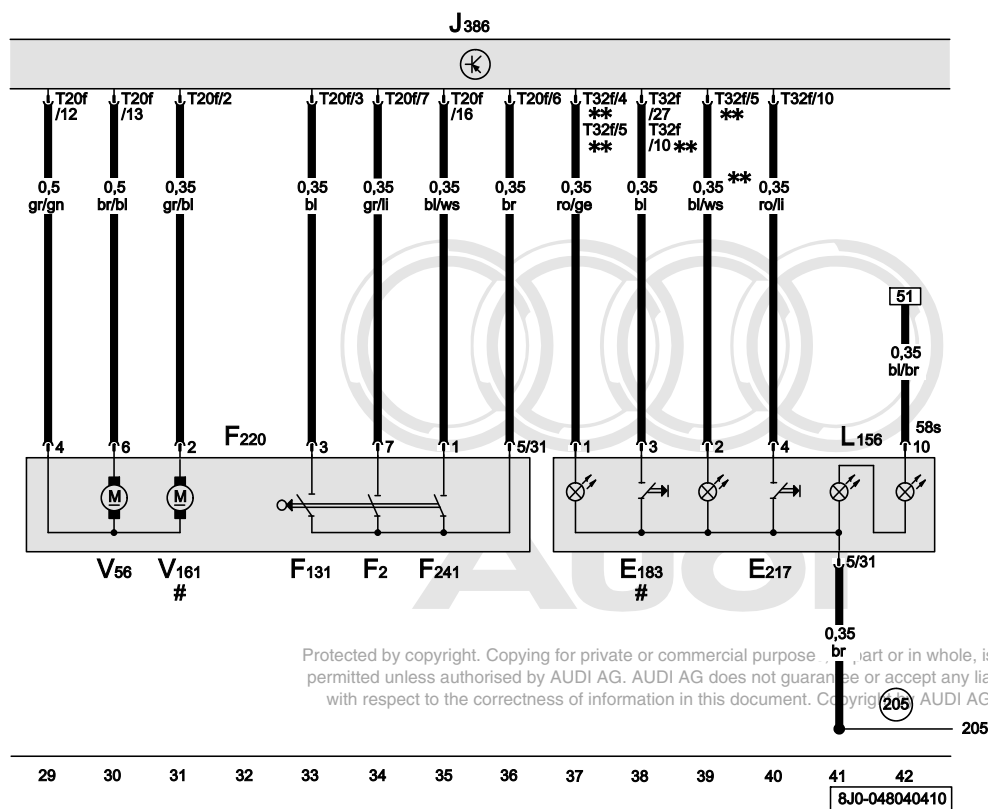 J386
T20f /12
T20f /13
T20f/2
T20f/3
T20f/7
T20f /16
T20f/6
T32f/4 **
T32f/5 **
T32f /27
T32f /10 **
T32f/5 **
T32f/10
**
0,5 gr/gn
0,5 br/bl
0,35 gr/bl
0,35 bl
0,35 gr/li
0,35 bl/ws
0,35 br
0,35 ro/ge
0,35 bl
0,35 bl/ws
0,35 ro/li
51
0,35 bl/br
4 6 2 F220 3 7 1 5/31 1 3 2 4 L156 58s 10
M M
V56 V161 # F131 F2 F241 E183 # E217 5/31
Audi
0,35 br
Protected by copyright. Copying for private or commercial purpose art or in whole, is
permitted unless authorised by AUDI AG. AUDI AG does not guarantee or accept any lia
with respect to the correctness of information in this document. Copyright by AUDI AG
205
205
29 30 31 32 33 34 35 36 37 38 39 40 41 42
8J0-048040410